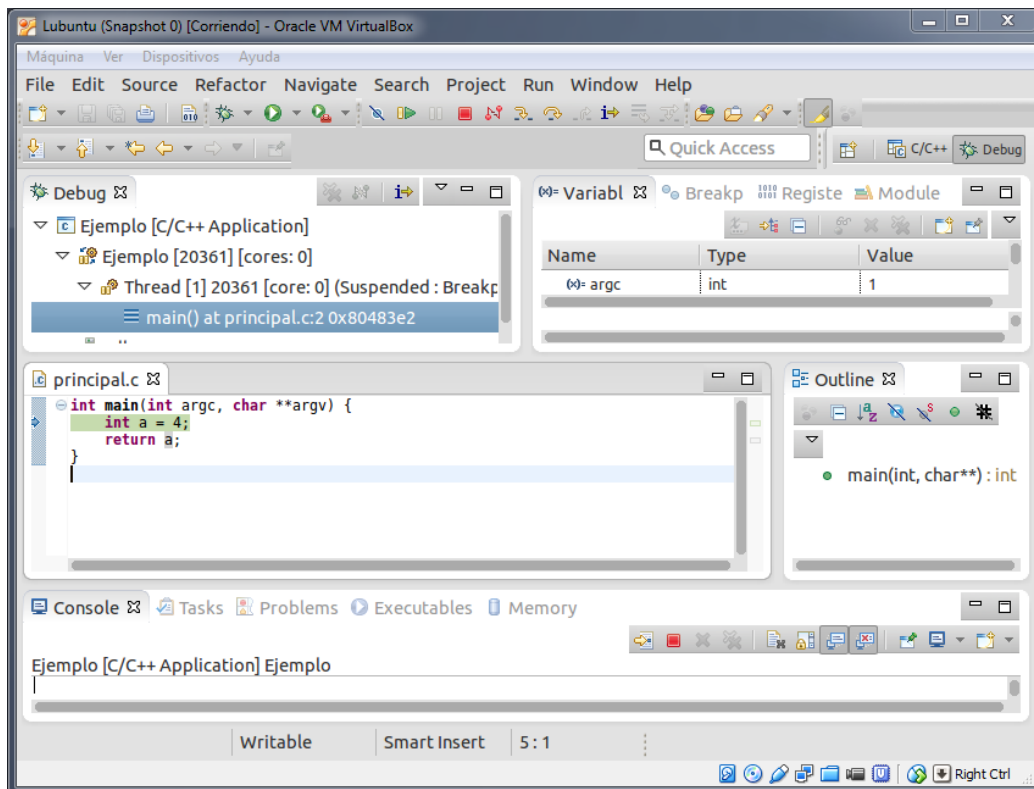 Lubuntu (Snapshot 0) [Corriendo] - Oracle VM VirtualBox
Máquina Ver Dispositivos Ayuda
File Edit Source Refactor Navigate Search Project Run Window Help
Quick Access
C/C++ Debug
Debug
Ejemplo [C/C++ Application]
Ejemplo [20361] [cores: 0]
Thread [1] 20361 [core: 0] (Suspended : Breakp
main() at principal.c:2 0x80483e2
(x)= Variabl Breakp Registe Module
Name Type Value
(x)= argc int 1
principal.c
int main(int argc, char **argv) {
int a = 4;
return a;
}
Outline
main(int, char**) : int
Console Tasks Problems Executables Memory
Ejemplo [C/C++ Application] Ejemplo
Writable Smart Insert 5 : 1
Right Ctrl